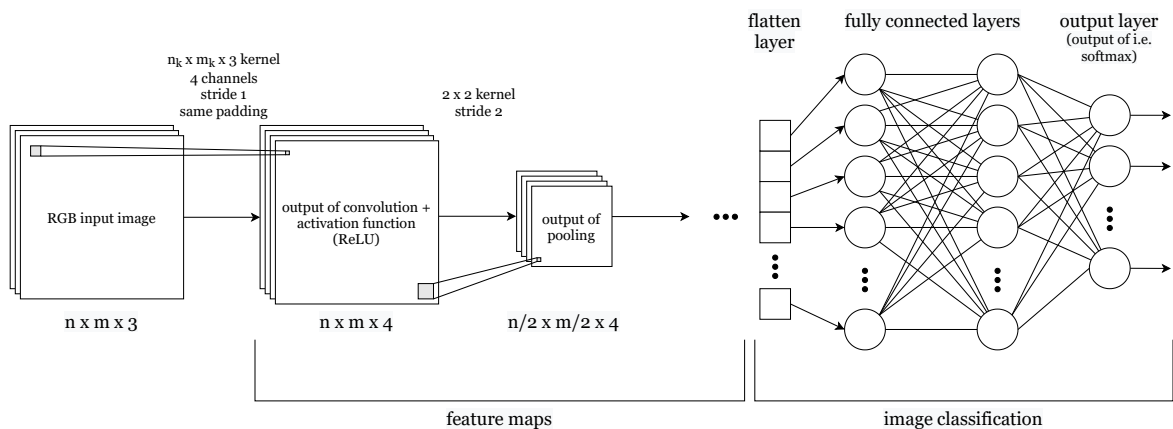 flatten
layer
fully connected layers
output layer
(output of i.e.
softmax)
nk x mk x 3 kernel
4 channels
stride 1
same padding
2 x 2 kernel
stride 2
RGB input image
output of convolution +
activation function
(ReLU)
output of
pooling
n x m x 3
n x m x 4
n/2 x m/2 x 4
feature maps
image classification